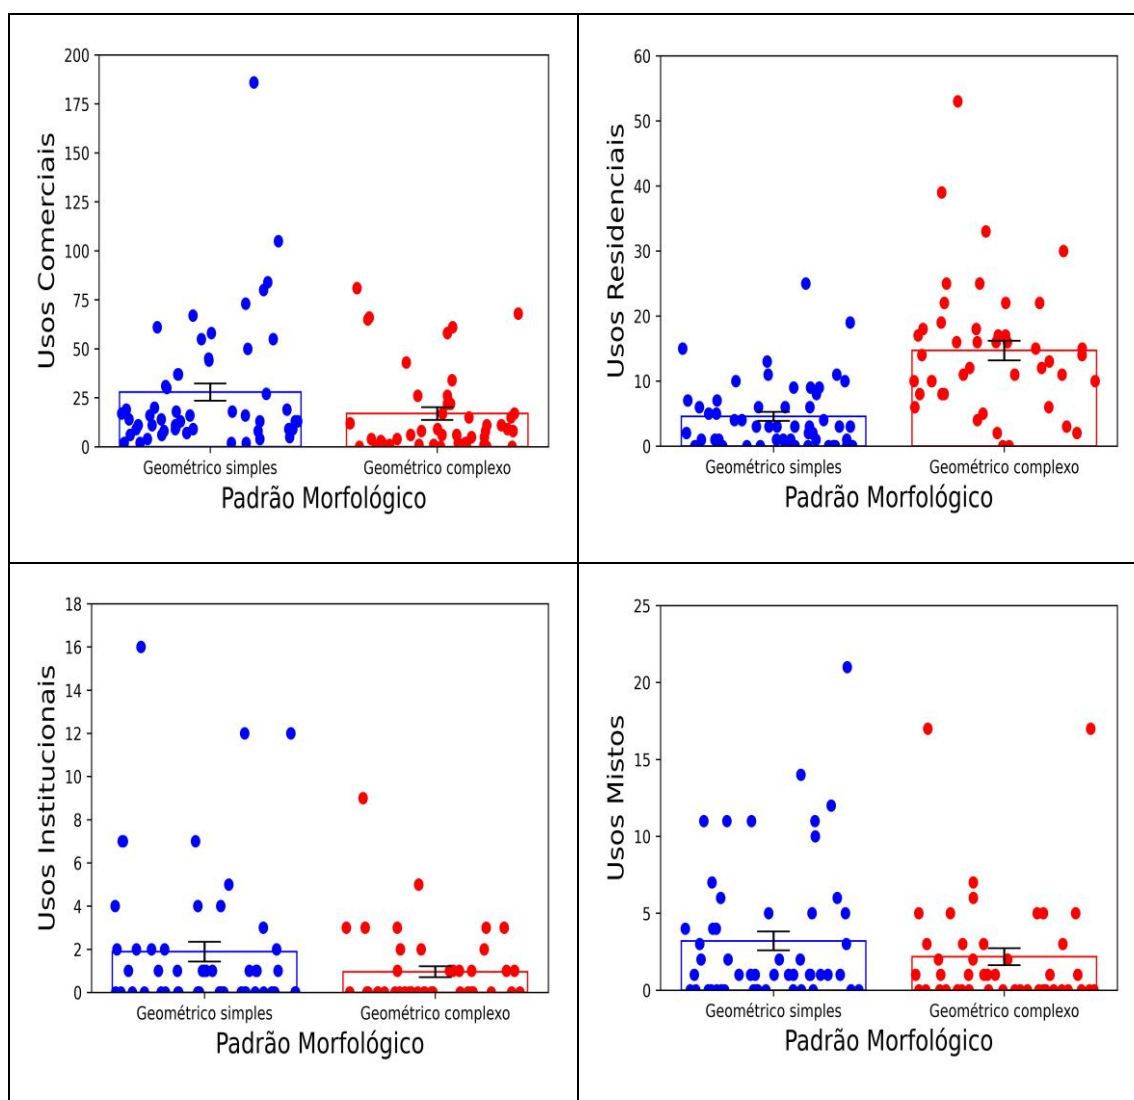 Usos Comerciais
200
175
150
125
100
75
50
25
0
Geométrico simples
Geométrico complexo
Padrão Morfológico
Usos Residenciais
60
50
40
30
20
10
0
Geométrico simples
Geométrico complexo
Padrão Morfológico
Usos Institucionais
18
16
14
12
10
8
6
4
2
0
Geométrico simples
Geométrico complexo
Padrão Morfológico
Usos Mistos
25
20
15
10
5
0
Geométrico simples
Geométrico complexo
Padrão Morfológico